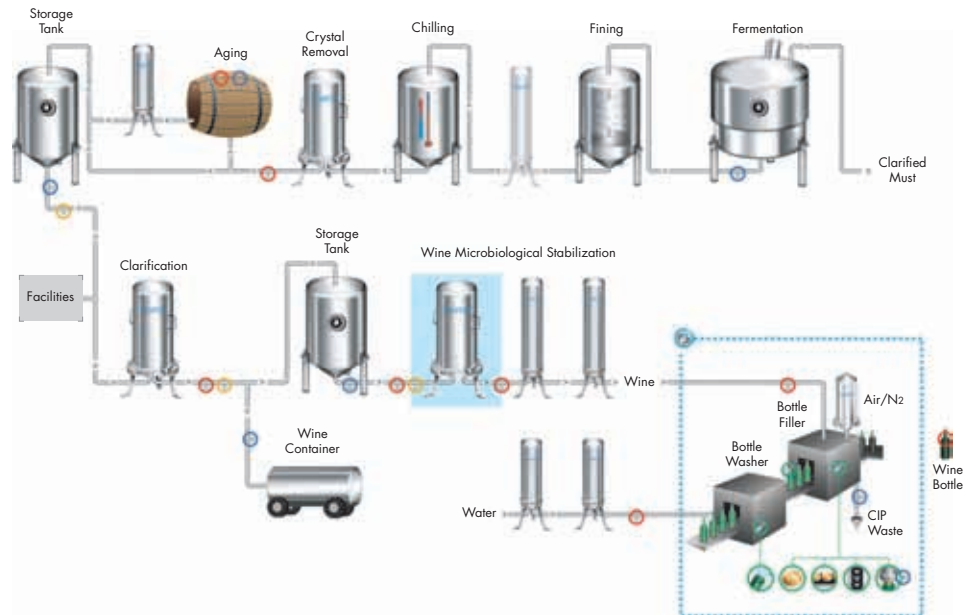 Storage
Tank
Aging
Crystal
Removal
Chilling
Fining
Fermentation
Clarified
Must
Facilities
Clarification
Storage
Tank
Wine Microbiological Stabilization
Wine
Container
Wine
Water
Bottle
Washer
Bottle
Filler
Air/N2
CIP
Waste
Wine
Bottle